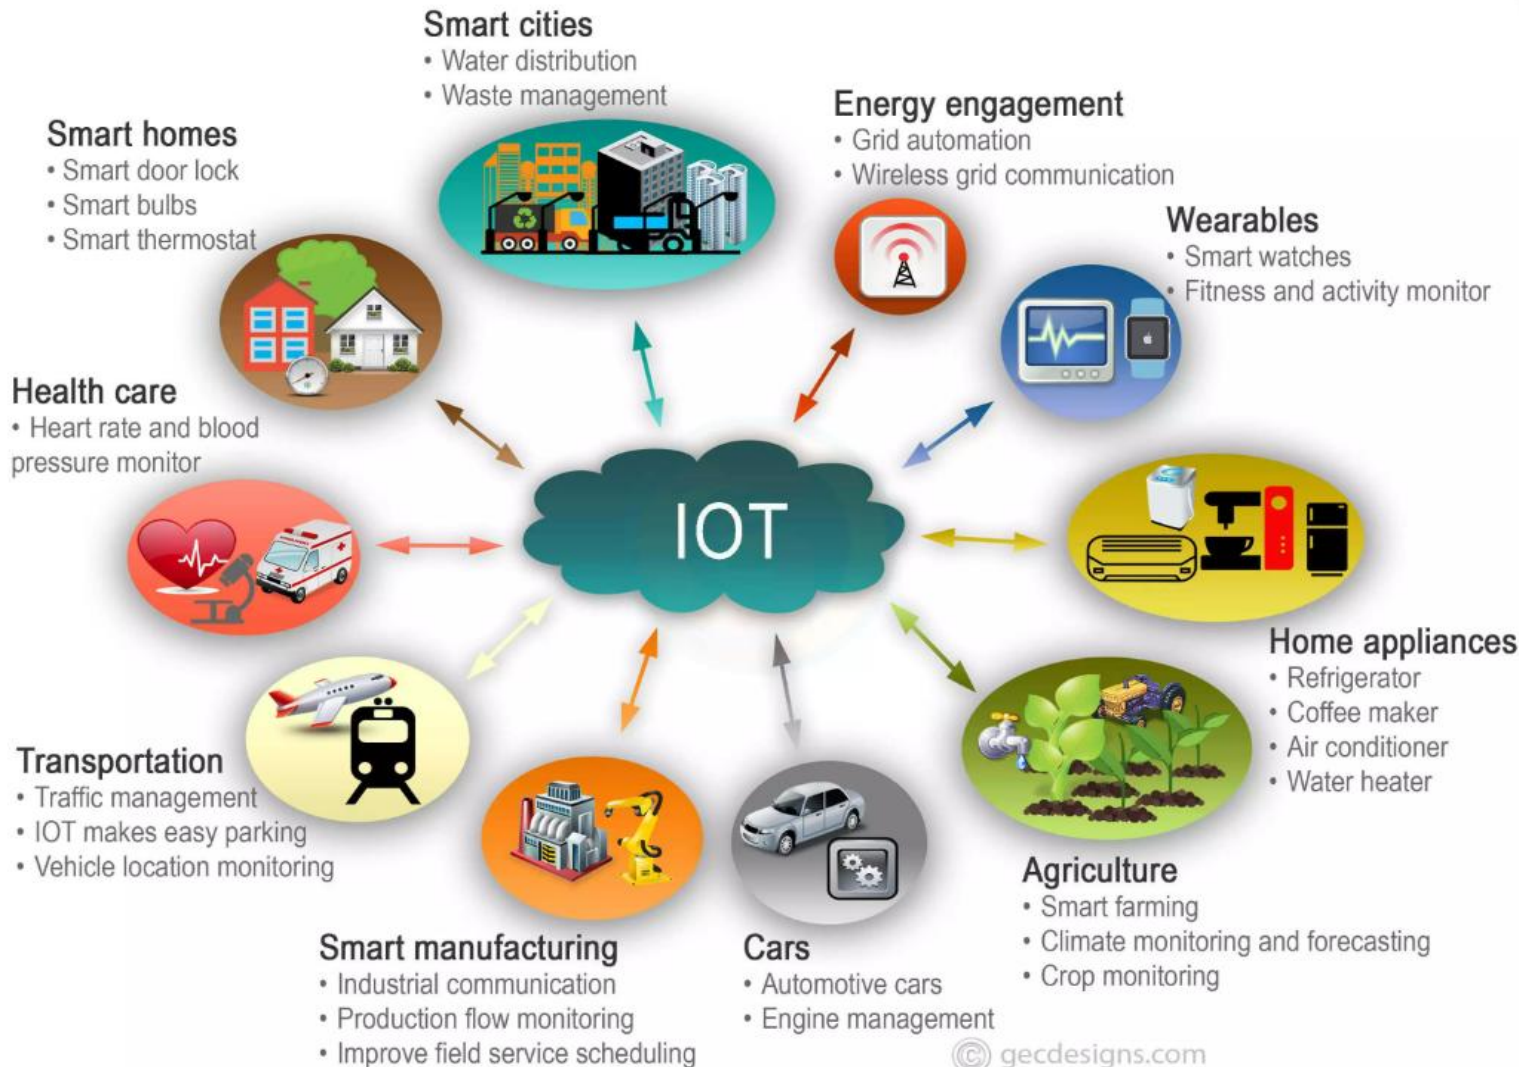 Smart cities
• Water distribution
• Waste management
Energy engagement
• Grid automation
• Wireless grid communication
Smart homes
• Smart door lock
• Smart bulbs
• Smart thermostat
Wearables
• Smart watches
• Fitness and activity monitor
Health care
• Heart rate and blood
pressure monitor
IOT
Home appliances
• Refrigerator
• Coffee maker
• Air conditioner
• Water heater
Transportation
• Traffic management
• IOT makes easy parking
• Vehicle location monitoring
Agriculture
• Smart farming
• Climate monitoring and forecasting
• Crop monitoring
Smart manufacturing
• Industrial communication
• Production flow monitoring
• Improve field service scheduling
Cars
• Automotive cars
• Engine management
© gecdesigns.com